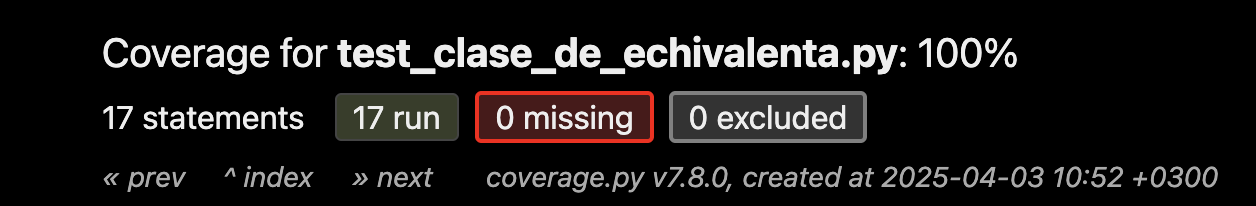 Coverage for test_clase_de_echivalenta.py: 100%
17 statements 17 run 0 missing 0 excluded
« prev ^ index » next coverage.py v7.8.0, created at 2025-04-03 10:52 +0300